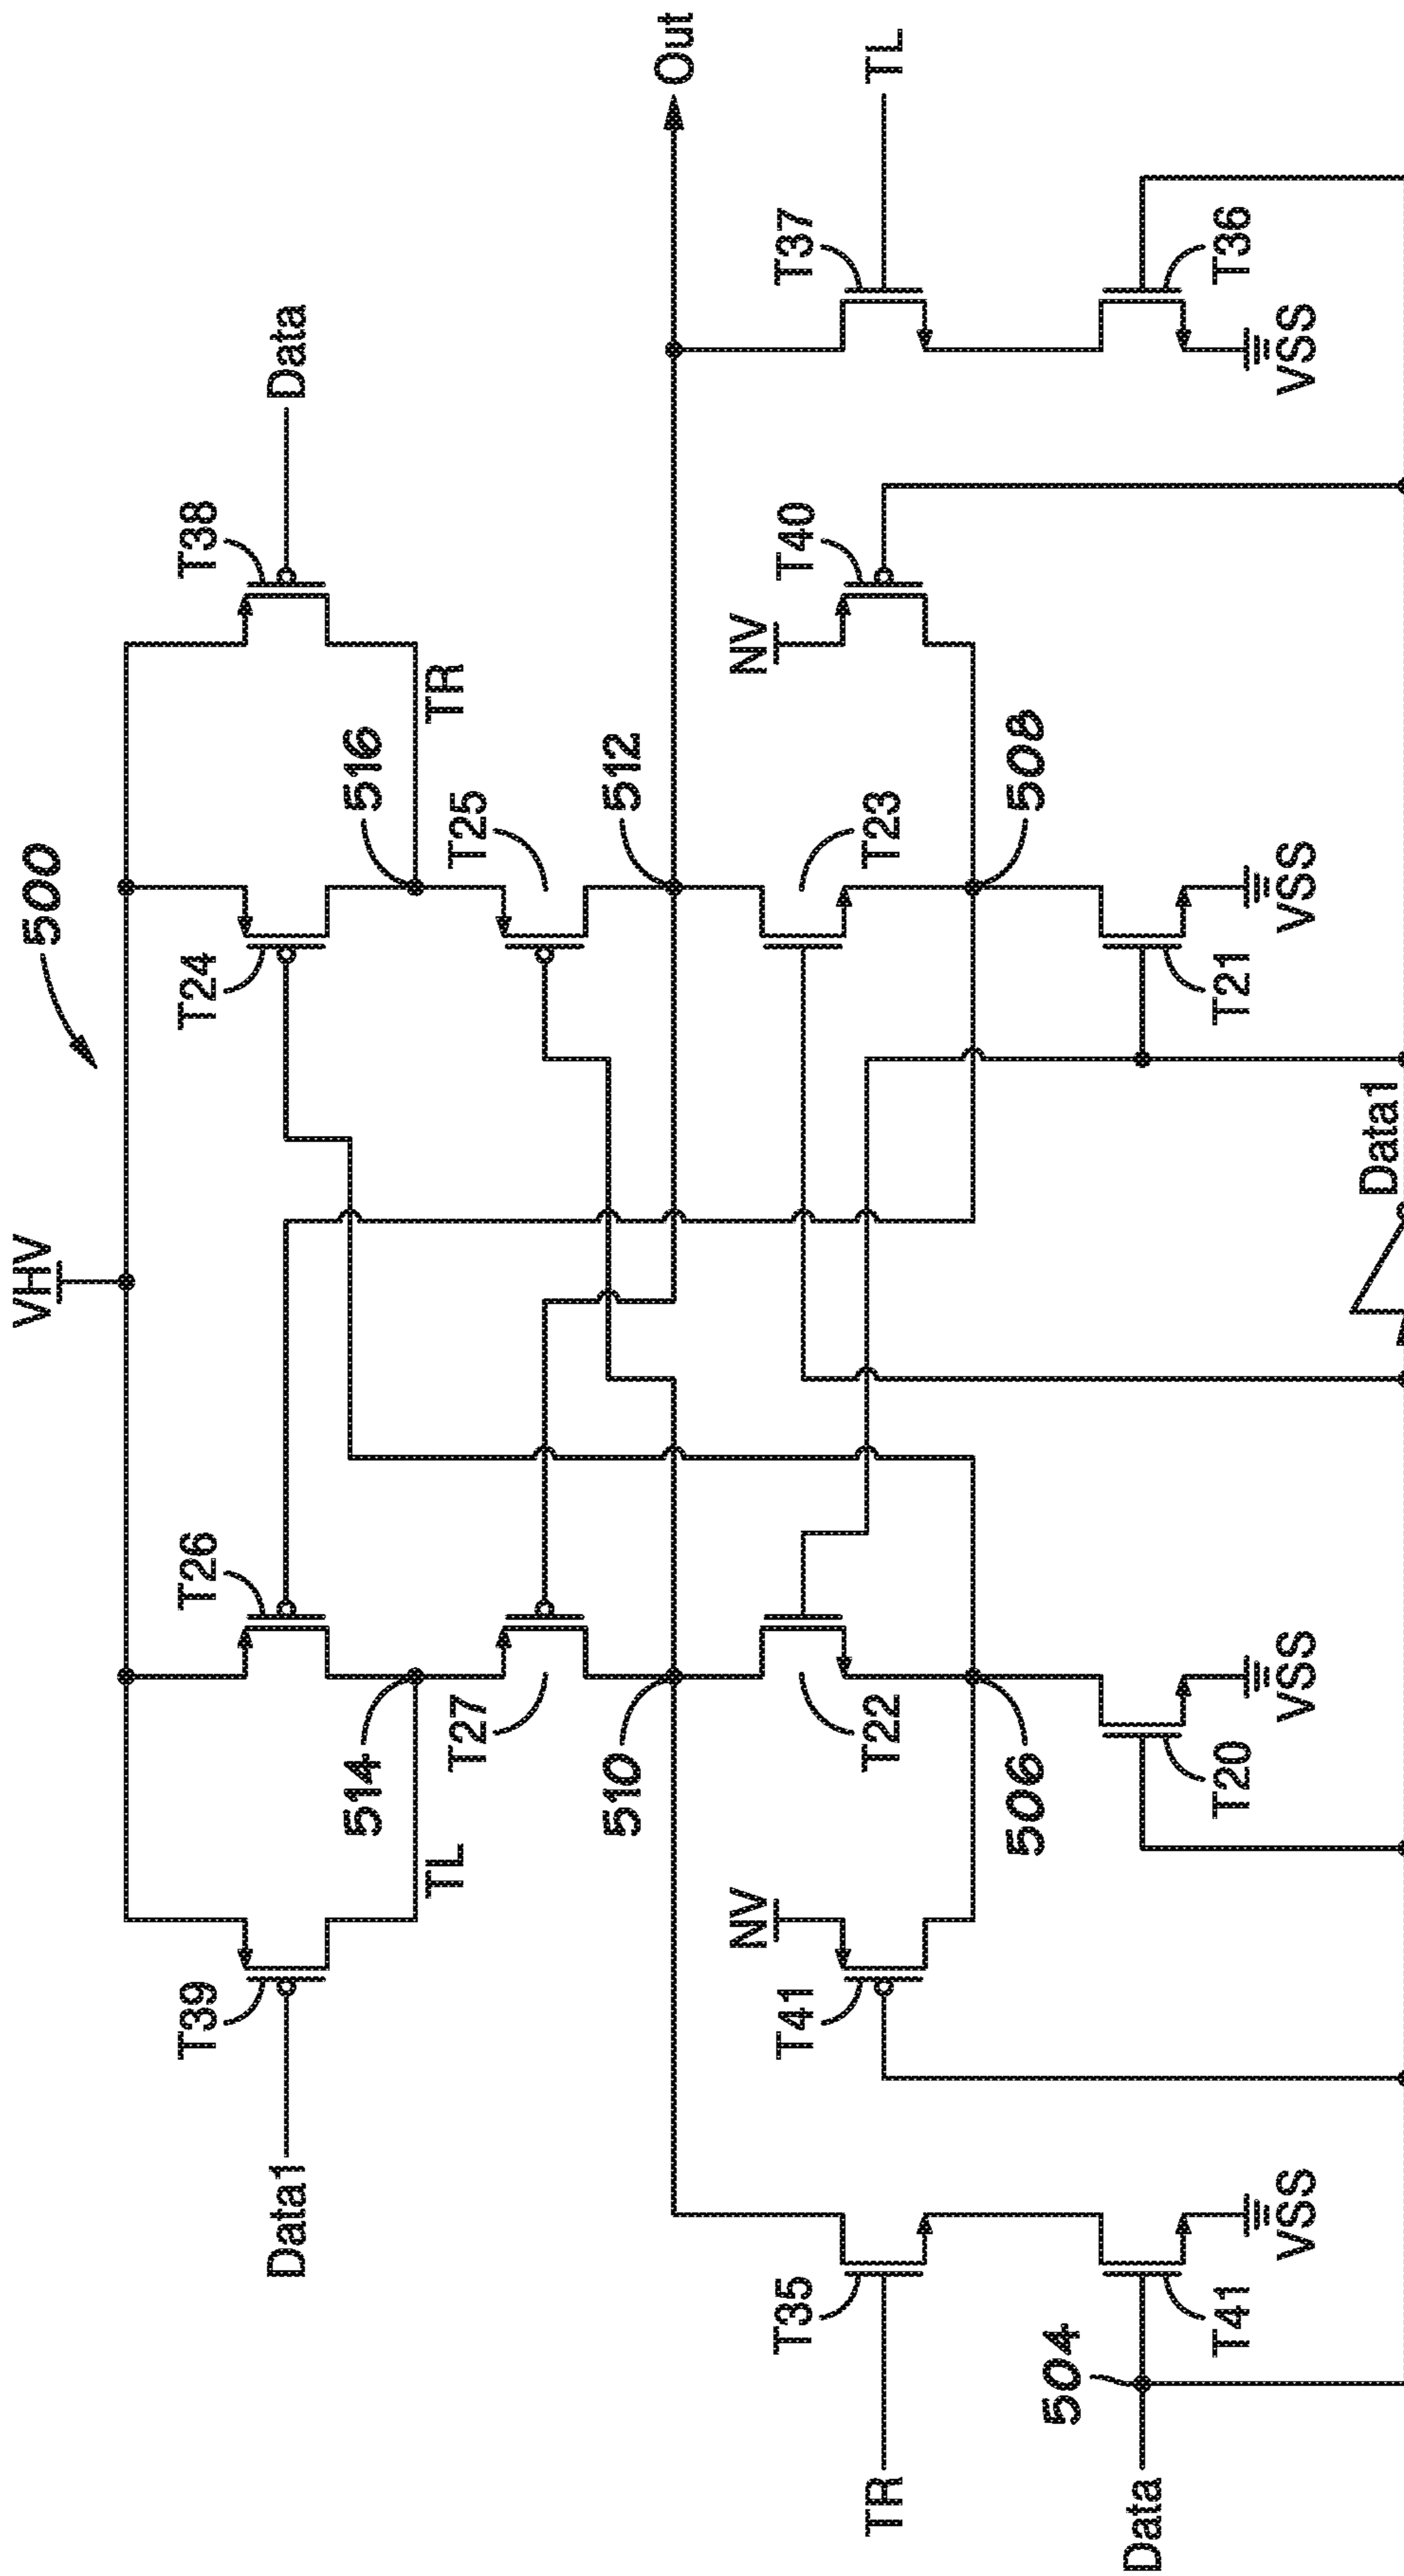 VHV
500
T39
T26
T24
T38
Data1
Data
514
516
TL
TR
T27
T25
510
512
Out
NV
NV
T35
T41
T40
T37
TR
T22
T23
TL
506
508
504
Data
T41
T20
T21
T36
VSS
VSS
VSS
VSS
Data1